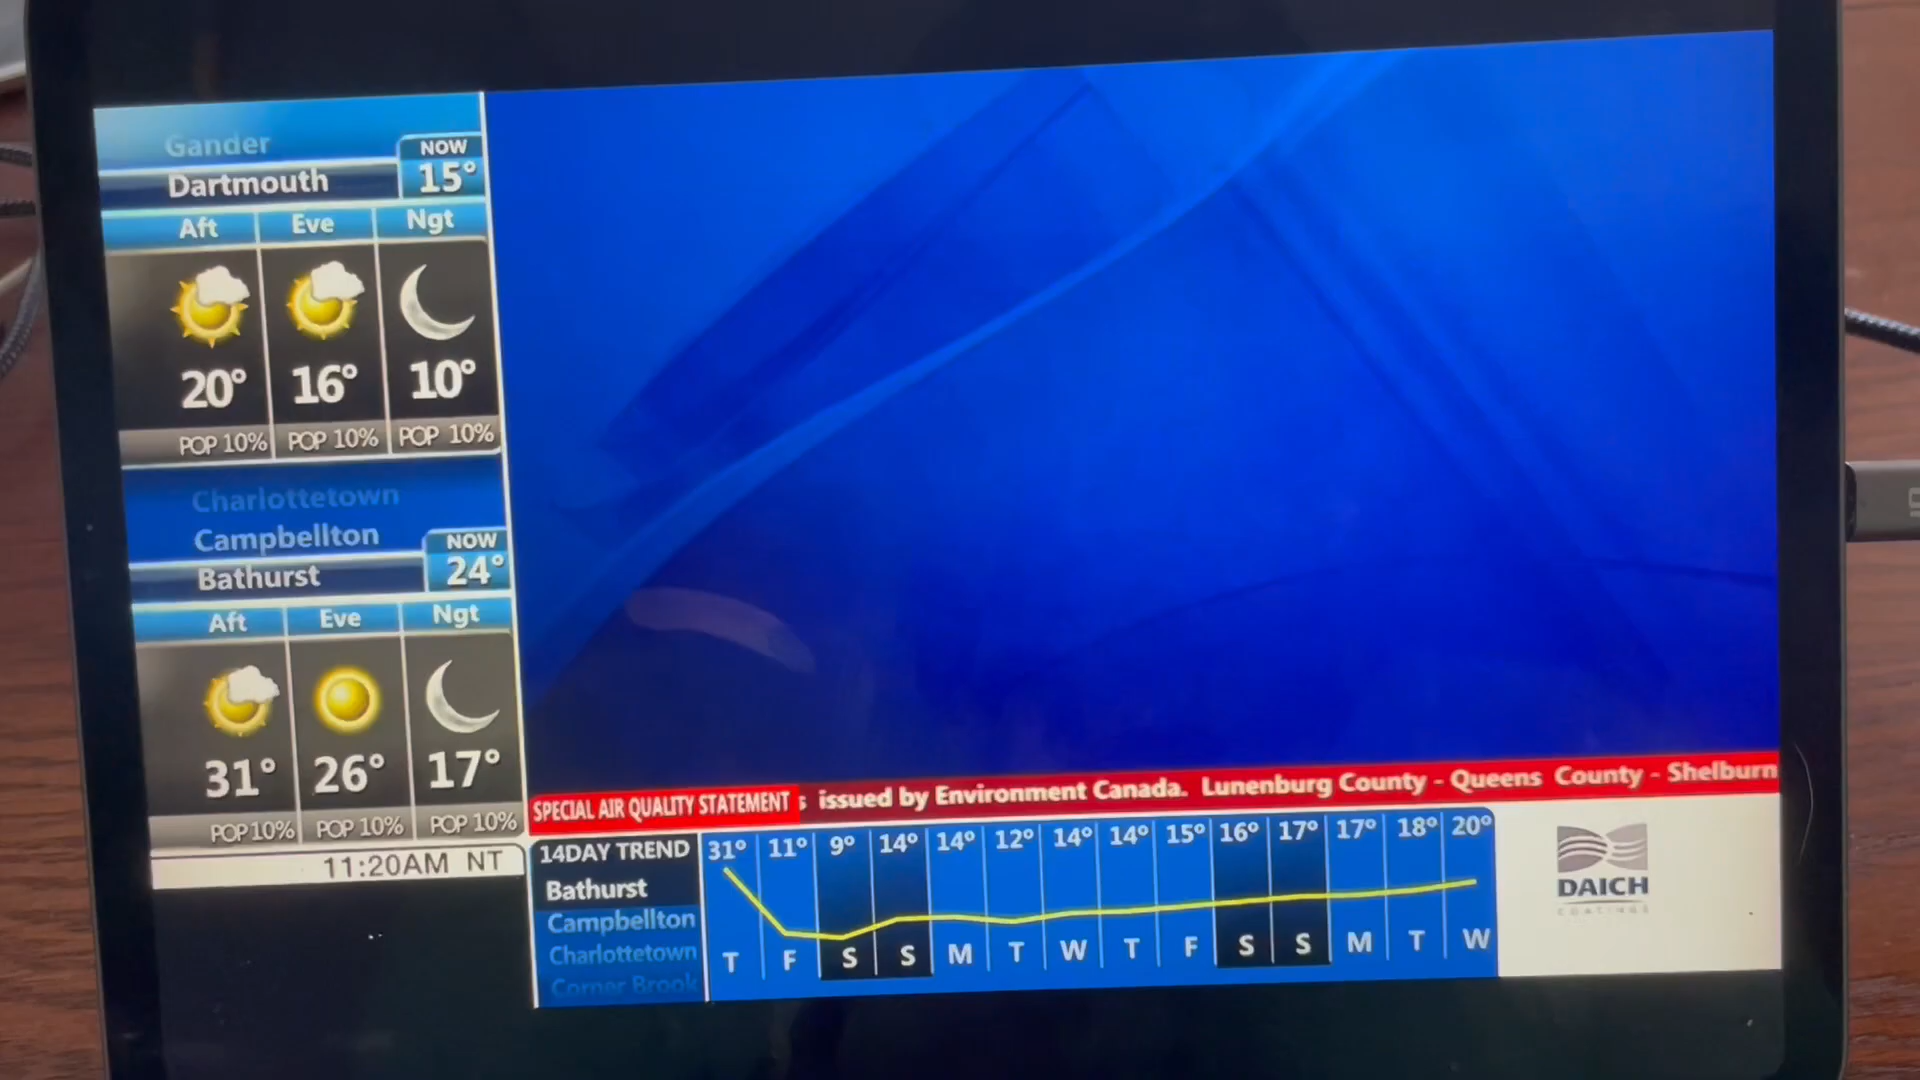 Gander
Dartmouth
NOW
15°
Aft Eve Ngt
20° 16° 10°
POP 10% POP 10% POP 10%
Charlottetown
Campbellton
Bathurst
NOW
24°
Aft Eve Ngt
31° 26° 17°
POP 10% POP 10% POP 10%
11:20AM NT
SPECIAL AIR QUALITY STATEMENT
issued by Environment Canada. Lunenburg County - Queens County - Shelburn
14DAY TREND
Bathurst
Campbellton
Charlottetown
Corner Brook
31° 11° 9° 14° 14° 12° 14° 14° 15° 16° 17° 17° 18° 20°
T F S S M T W T F S S M T W
DAICH
COATINGS